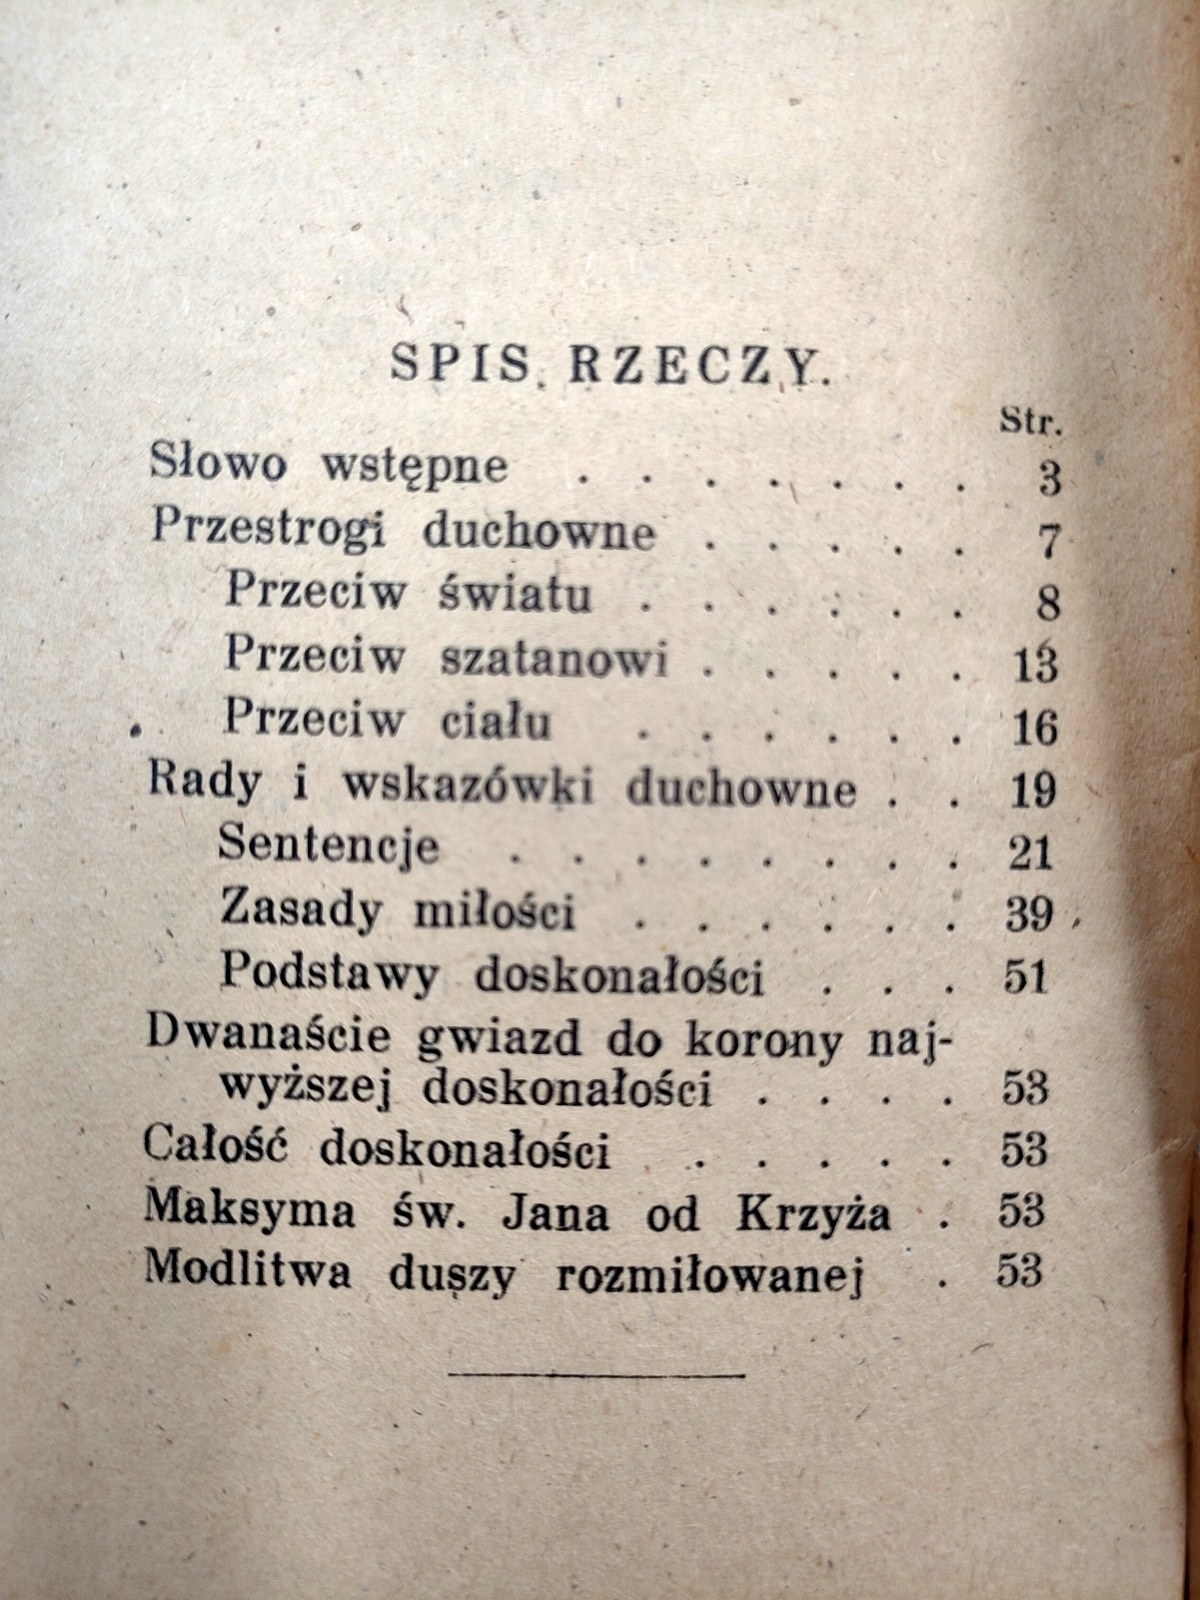 SPIS RZECZY.
Str.
Słowo wstępne . . . . . . . 3
Przestrogi duchowne . . . . . 7
Przeciw światu . . . . . . 8
Przeciw szatanowi . . . . . 13
Przeciw ciału . . . . . . 16
Rady i wskazówki duchowne . . 19
Sentencje . . . . . . . . 21
Zasady miłości . . . . . . 39
Podstawy doskonałości . . . 51
Dwanaście gwiazd do korony naj-
wyższej doskonałości . . . . 53
Całość doskonałości . . . . . 53
Maksyma św. Jana od Krzyża . 53
Modlitwa duszy rozmiłowanej . 53